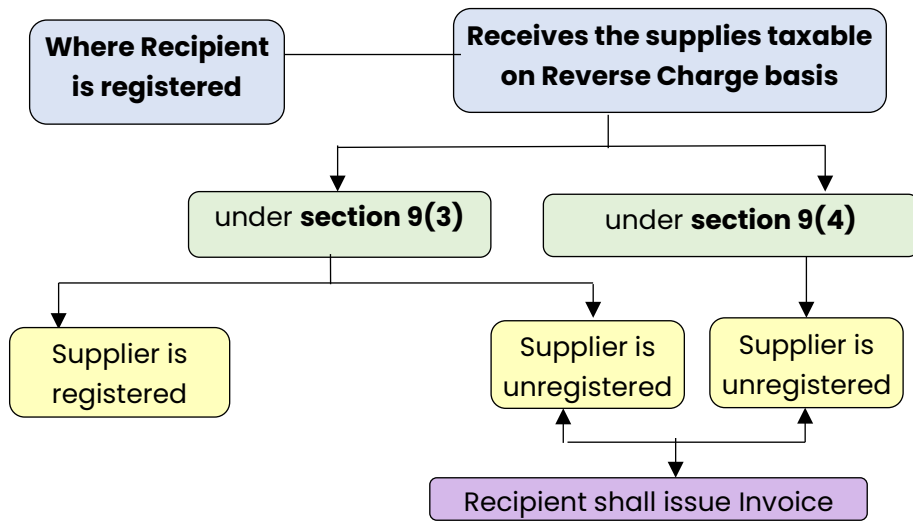 Where Recipient
is registered
Receives the supplies taxable
on Reverse Charge basis
under section 9(3)
under section 9(4)
Supplier is
registered
Supplier is
unregistered
Supplier is
unregistered
Recipient shall issue Invoice